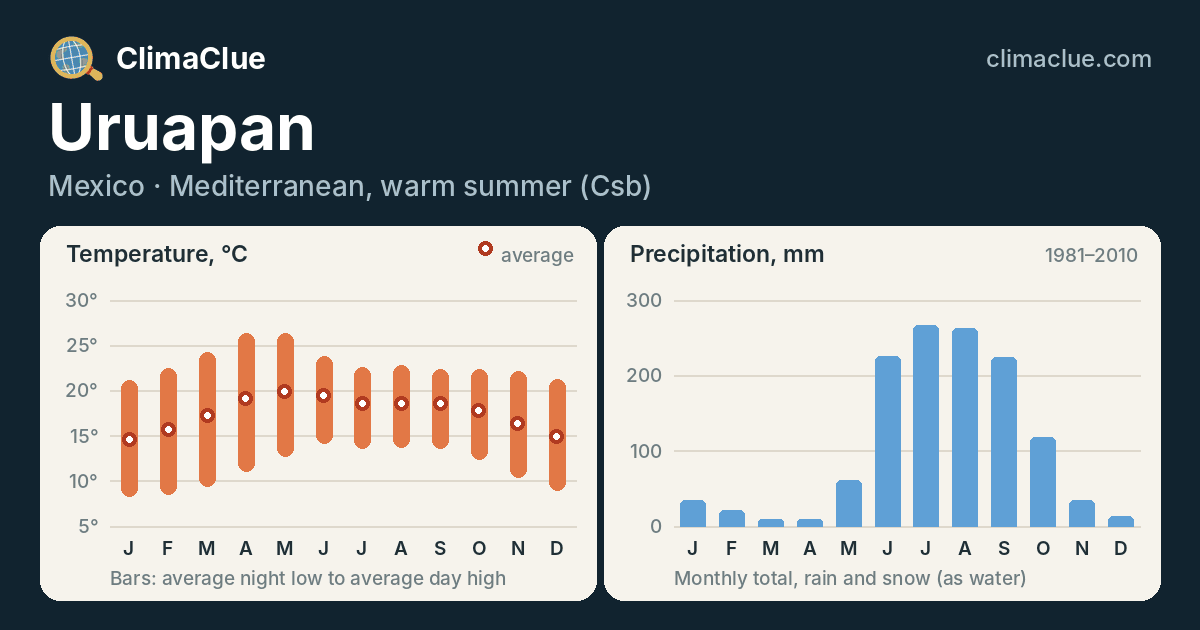 ClimaClue
climaclue.com
Uruapan
Mexico · Mediterranean, warm summer (Csb)
Temperature, °C
average
30°
25°
20°
15°
10°
5°
J F M A M J J A S O N D
Bars: average night low to average day high
Precipitation, mm
1981–2010
300
200
100
0
J F M A M J J A S O N D
Monthly total, rain and snow (as water)